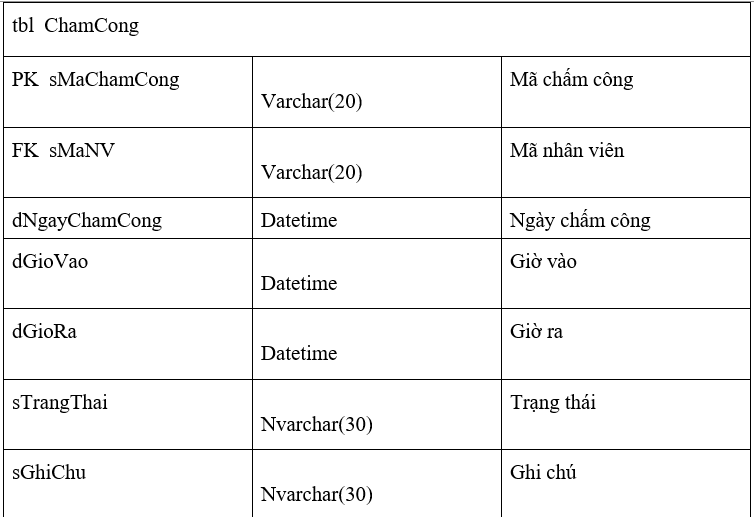 tbl ChamCong
PK sMaChamCong
Varchar(20)
Mã chấm công
FK sMaNV
Varchar(20)
Mã nhân viên
dNgayChamCong
Datetime
Ngày chấm công
dGioVao
Datetime
Giờ vào
dGioRa
Datetime
Giờ ra
sTrangThai
Nvarchar(30)
Trạng thái
sGhiChu
Nvarchar(30)
Ghi chú